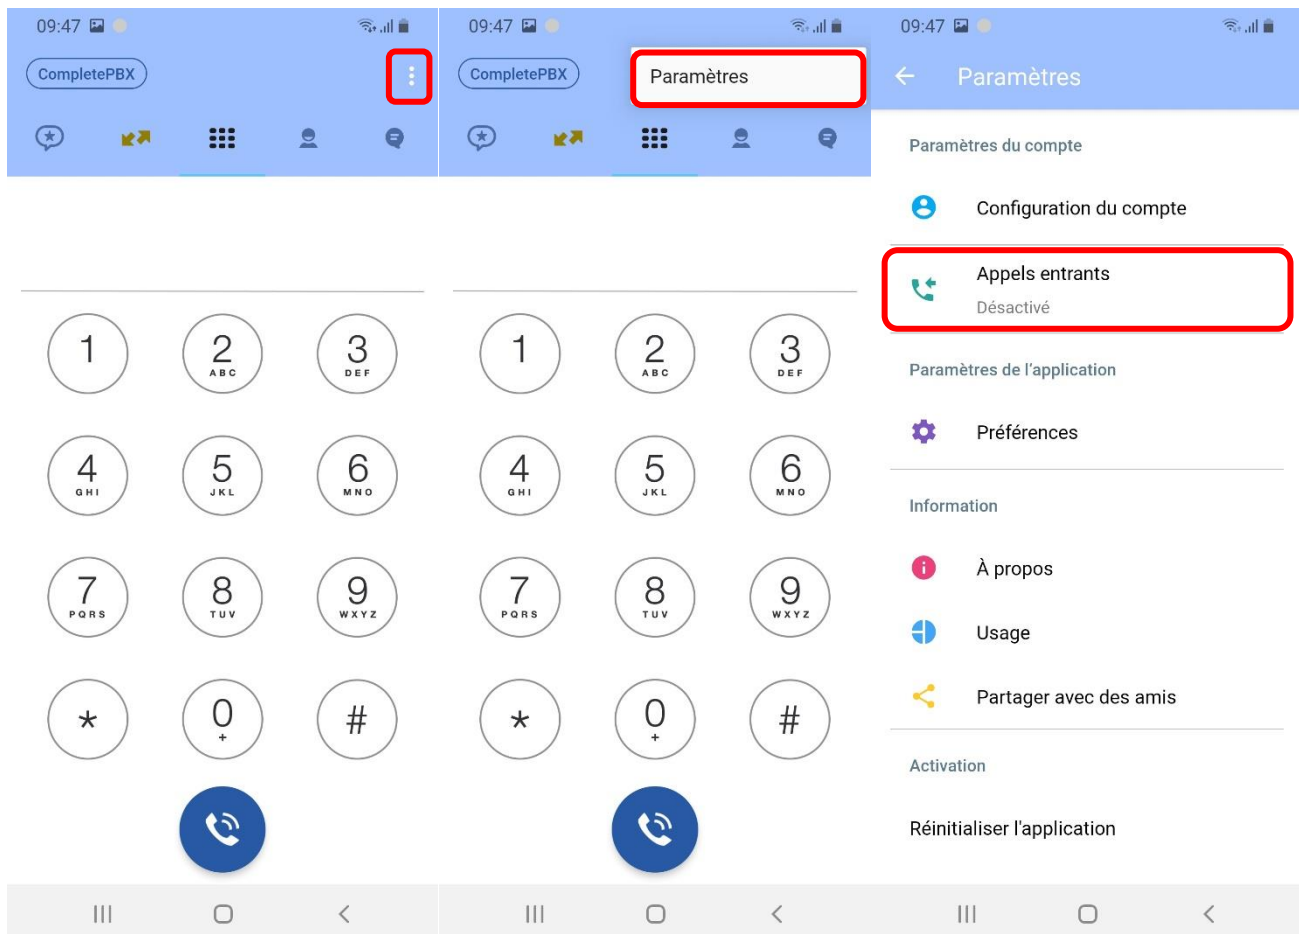 09:47
CompletePBX
1
2
3
ABC
DEF
4
5
6
GHI
JKL
MNO
7
8
9
PQRS
TUV
WXYZ
*
0
#
+
09:47
CompletePBX
Paramètres
1
2
3
ABC
DEF
4
5
6
GHI
JKL
MNO
7
8
9
PQRS
TUV
WXYZ
*
0
#
+
09:47
Paramètres
Paramètres du compte
Configuration du compte
Appels entrants
Désactivé
Paramètres de l'application
Préférences
Information
À propos
Usage
Partager avec des amis
Activation
Réinitialiser l'application